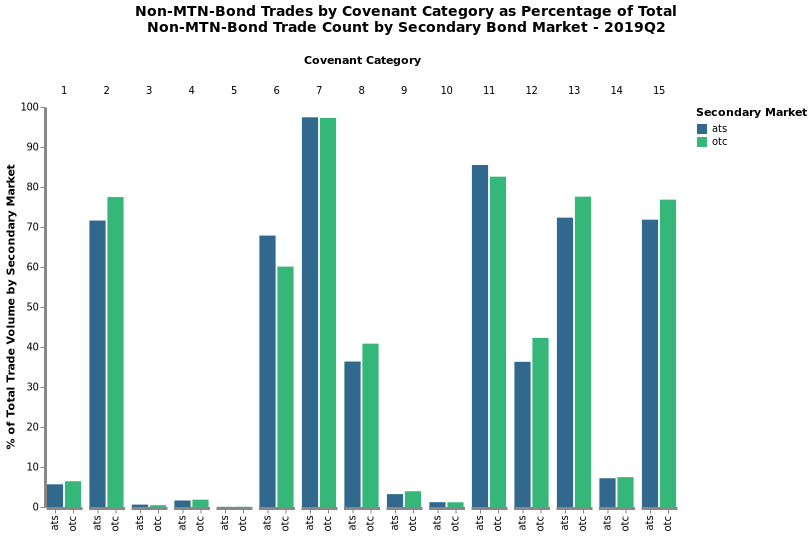 Non-MTN-Bond Trades by Covenant Category as Percentage of Total
Non-MTN-Bond Trade Count by Secondary Bond Market - 2019Q2
Covenant Category
1 2 3 4 5 6 7 8 9 10 11 12 13 14 15
Secondary Market
ats
otc
% of Total Trade Volume by Secondary Market
100
90
80
70
60
50
40
30
20
10
0
ats otc ats otc ats otc ats otc ats otc ats otc ats otc ats otc ats otc ats otc ats otc ats otc ats otc ats otc ats otc